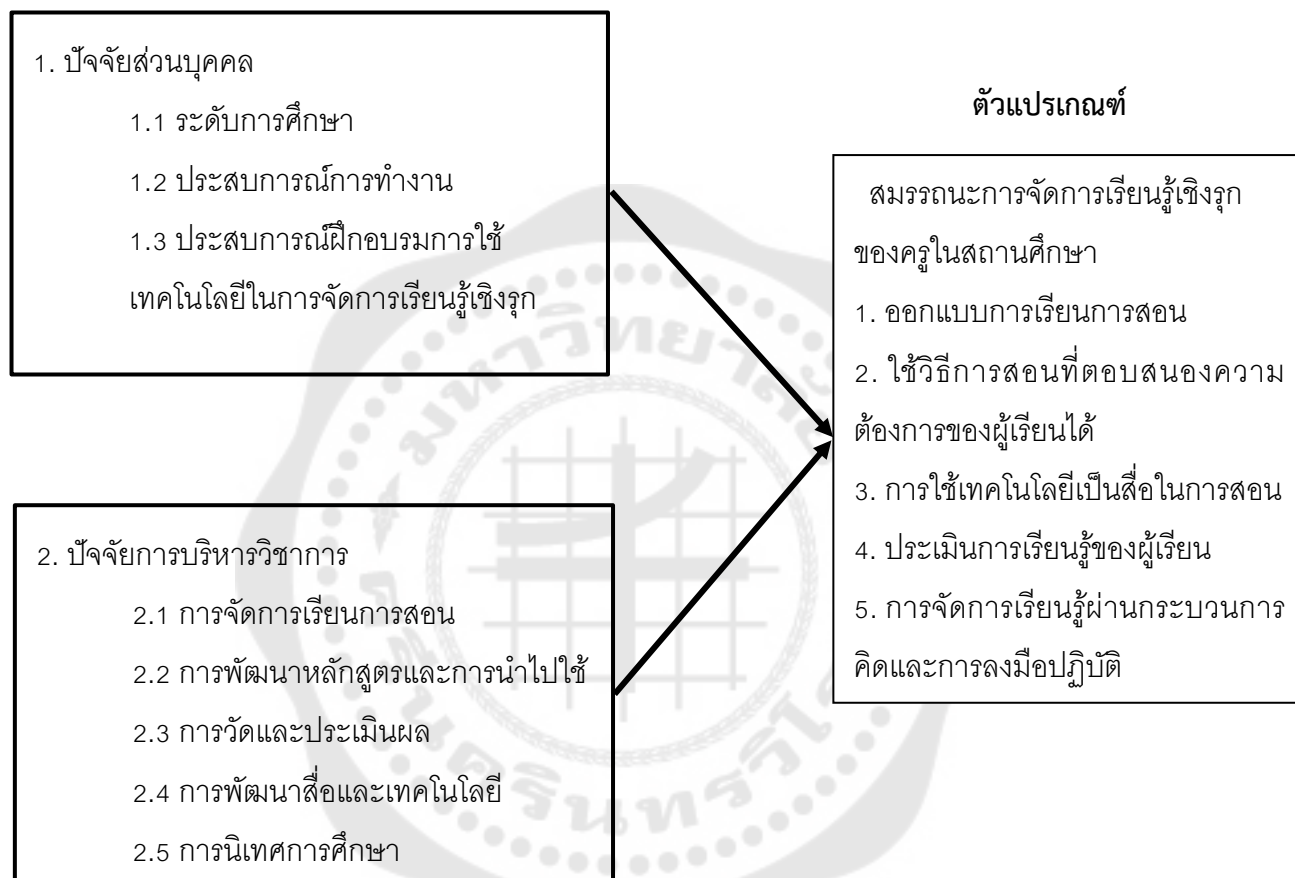 1. ปัจจัยส่วนบุคคล
1.1 ระดับการศึกษา
1.2 ประสบการณ์การทำงาน
1.3 ประสบการณ์ฝึกอบรมการใช้
เทคโนโลยีในการจัดการเรียนรู้เชิงรุก
2. ปัจจัยการบริหารวิชาการ
2.1 การจัดการเรียนการสอน
2.2 การพัฒนาหลักสูตรและการนำไปใช้
2.3 การวัดและประเมินผล
2.4 การพัฒนาสื่อและเทคโนโลยี
2.5 การนิเทศการศึกษา
ตัวแปรเกณฑ์
สมรรถนะการจัดการเรียนรู้เชิงรุก
ของครูในสถานศึกษา
1. ออกแบบการเรียนการสอน
2. ใช้วิธีการสอนที่ตอบสนองความ
ต้องการของผู้เรียนได้
3. การใช้เทคโนโลยีเป็นสื่อในการสอน
4. ประเมินการเรียนรู้ของผู้เรียน
5. การจัดการเรียนรู้ผ่านกระบวนการ
คิดและการลงมือปฏิบัติ